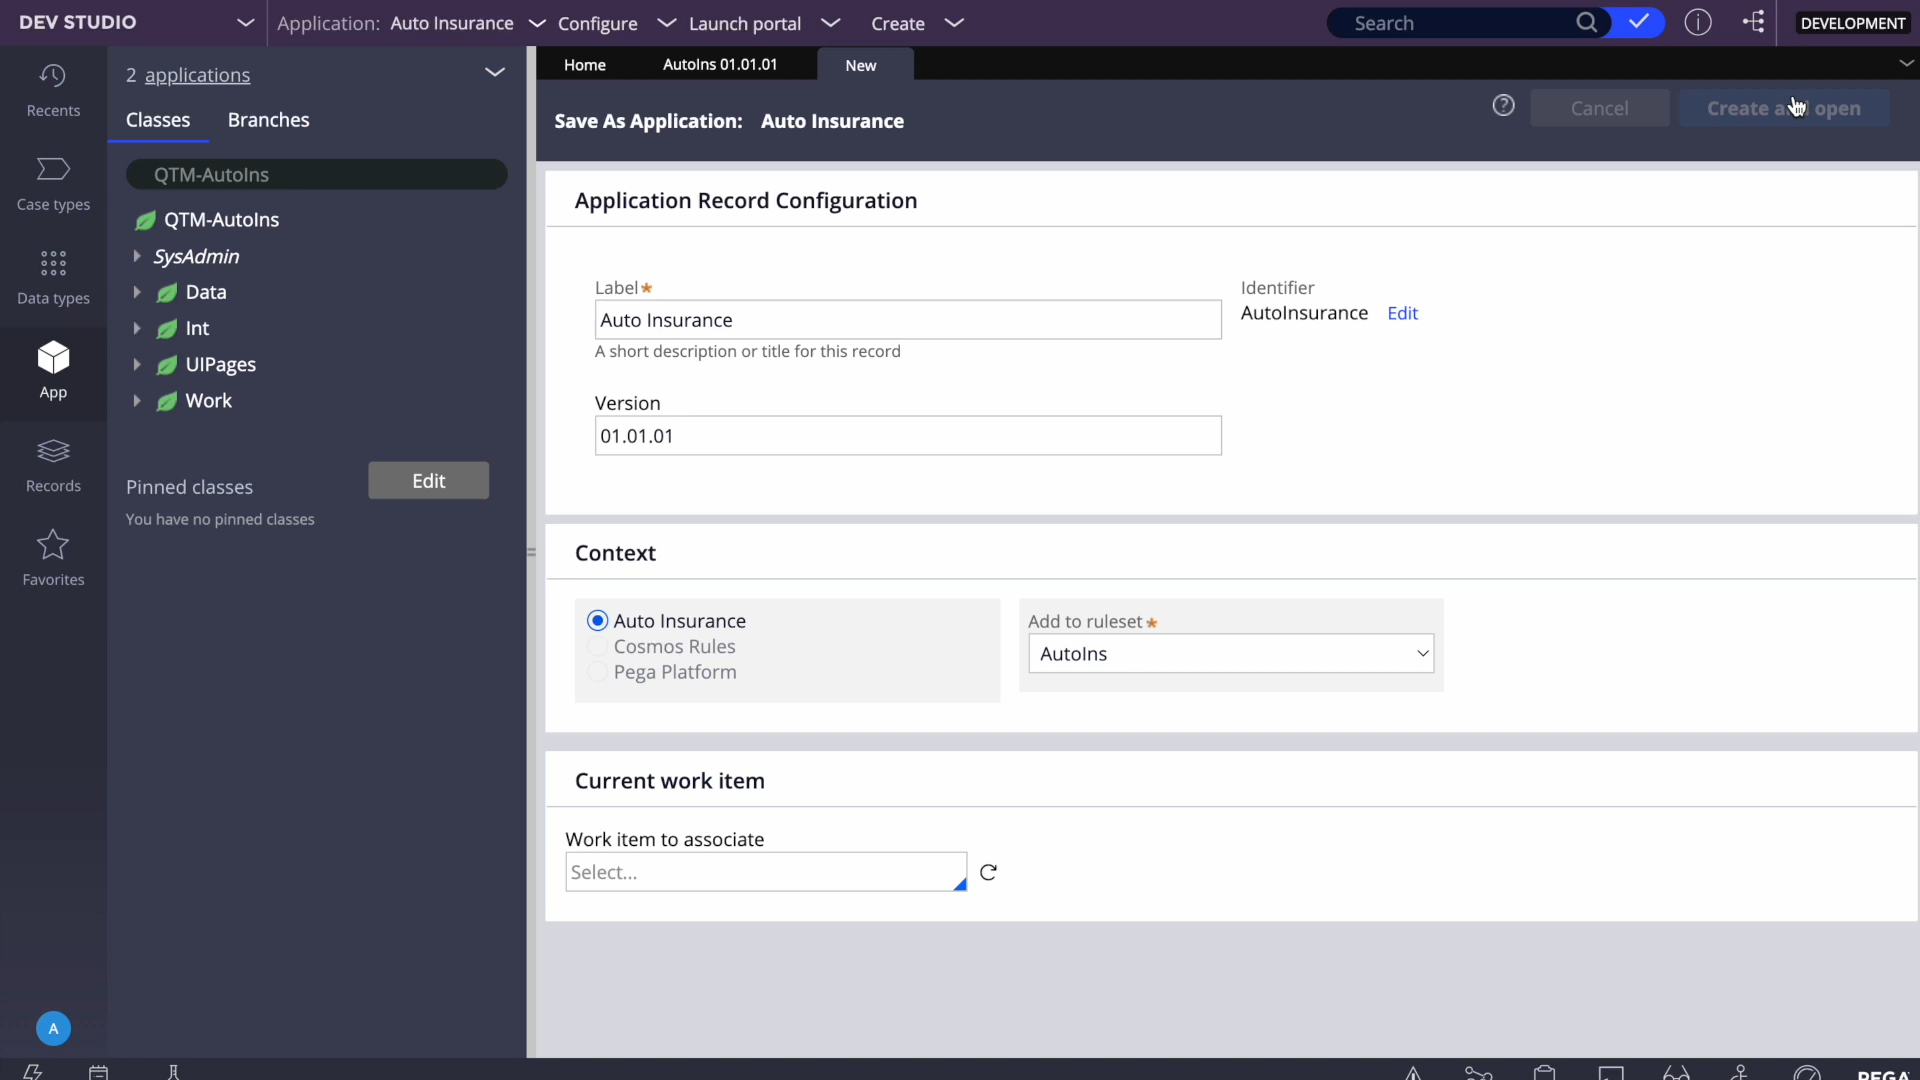 DEV STUDIO
Application: Auto Insurance
Configure
Launch portal
Create
Search
DEVELOPMENT
Recents
Case types
Data types
App
Records
Favorites
A
2 applications
Classes
Branches
QTM-AutoIns
QTM-AutoIns
SysAdmin
Data
Int
UIPages
Work
Pinned classes
Edit
You have no pinned classes
Home
AutoIns 01.01.01
New
Save As Application: Auto Insurance
Cancel
Create and open
Application Record Configuration
Label*
Auto Insurance
A short description or title for this record
Identifier
AutoInsurance Edit
Version
01.01.01
Context
Auto Insurance
Cosmos Rules
Pega Platform
Add to ruleset*
AutoIns
Current work item
Work item to associate
Select...
PEGA